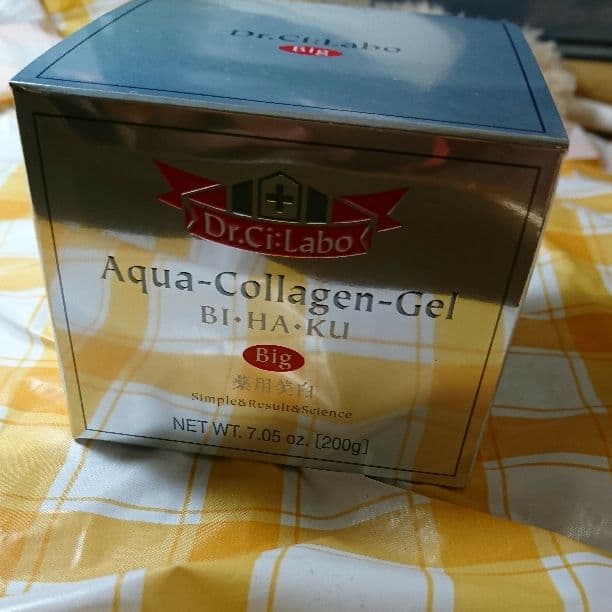 Dr.Ci:Labo
Big
Dr.Ci:Labo
Aqua-Collagen-Gel
BI•HA•KU
Big
薬用美白
Simple&Result&Science
NET WT. 7.05 oz. [200g]